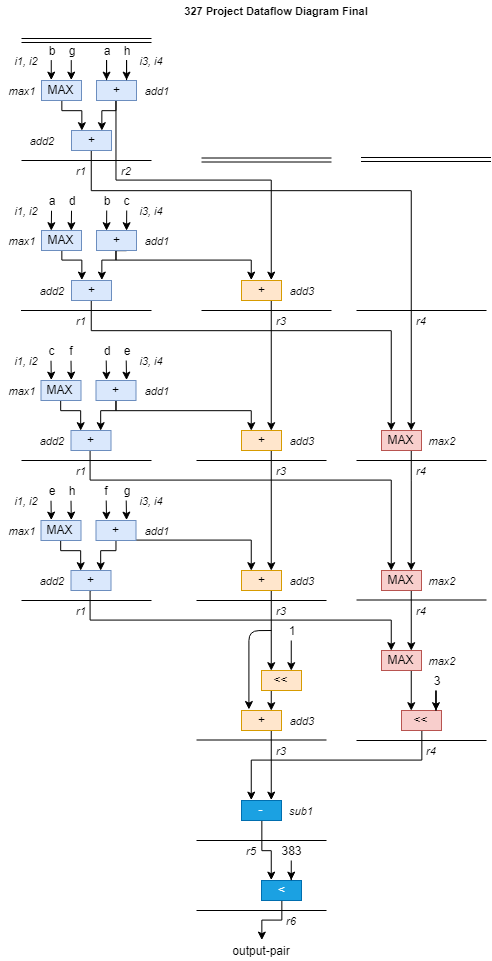 327 Project Dataflow Diagram Final
b g a h
i1, i2 i3, i4
max1 MAX + add1
add2 +
r1 r2
a d b c
i1, i2 i3, i4
max1 MAX + add1
add2 + + add3
r1 r3 r4
c f d e
i1, i2 i3, i4
max1 MAX + add1
add2 + + add3 MAX max2
r1 r3 r4
e h f g
i1, i2 i3, i4
max1 MAX + add1
add2 + + add3 MAX max2
r1 r3 r4
1
MAX max2
<< 3
+ add3 <<
r3 r4
- sub1
r5 383
<
r6
output-pair